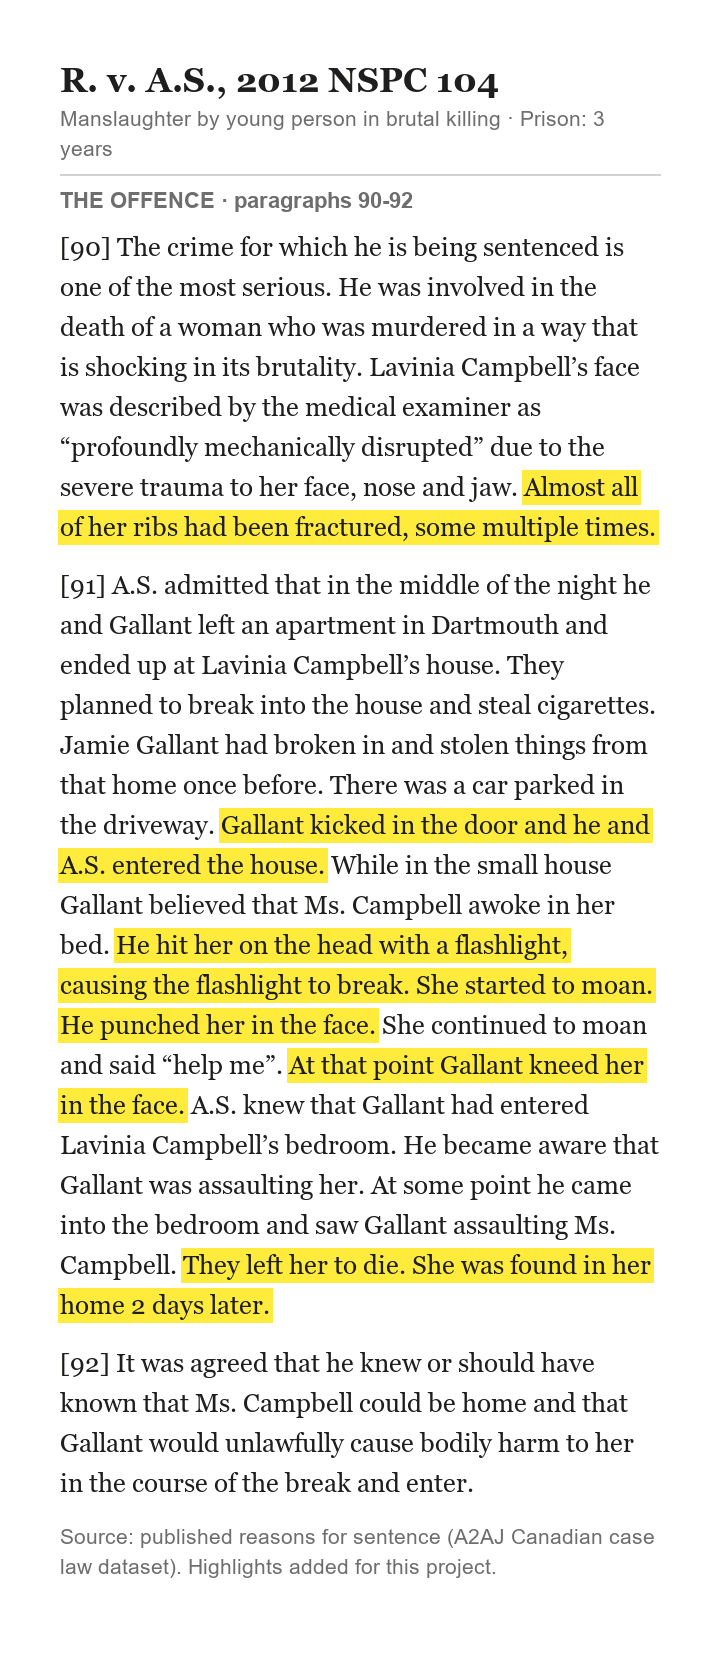 R. v. A.S., 2012 NSPC 104
Manslaughter by young person in brutal killing · Prison: 3
years
THE OFFENCE · paragraphs 90-92
[90] The crime for which he is being sentenced is
one of the most serious. He was involved in the
death of a woman who was murdered in a way that
is shocking in its brutality. Lavinia Campbell’s face
was described by the medical examiner as
“profoundly mechanically disrupted” due to the
severe trauma to her face, nose and jaw. Almost all
of her ribs had been fractured, some multiple times.
[91] A.S. admitted that in the middle of the night he
and Gallant left an apartment in Dartmouth and
ended up at Lavinia Campbell’s house. They
planned to break into the house and steal cigarettes.
Jamie Gallant had broken in and stolen things from
that home once before. There was a car parked in
the driveway. Gallant kicked in the door and he and
A.S. entered the house. While in the small house
Gallant believed that Ms. Campbell awoke in her
bed. He hit her on the head with a flashlight,
causing the flashlight to break. She started to moan.
He punched her in the face. She continued to moan
and said “help me”. At that point Gallant kneed her
in the face. A.S. knew that Gallant had entered
Lavinia Campbell’s bedroom. He became aware that
Gallant was assaulting her. At some point he came
into the bedroom and saw Gallant assaulting Ms.
Campbell. They left her to die. She was found in her
home 2 days later.
[92] It was agreed that he knew or should have
known that Ms. Campbell could be home and that
Gallant would unlawfully cause bodily harm to her
in the course of the break and enter.
Source: published reasons for sentence (A2AJ Canadian case
law dataset). Highlights added for this project.